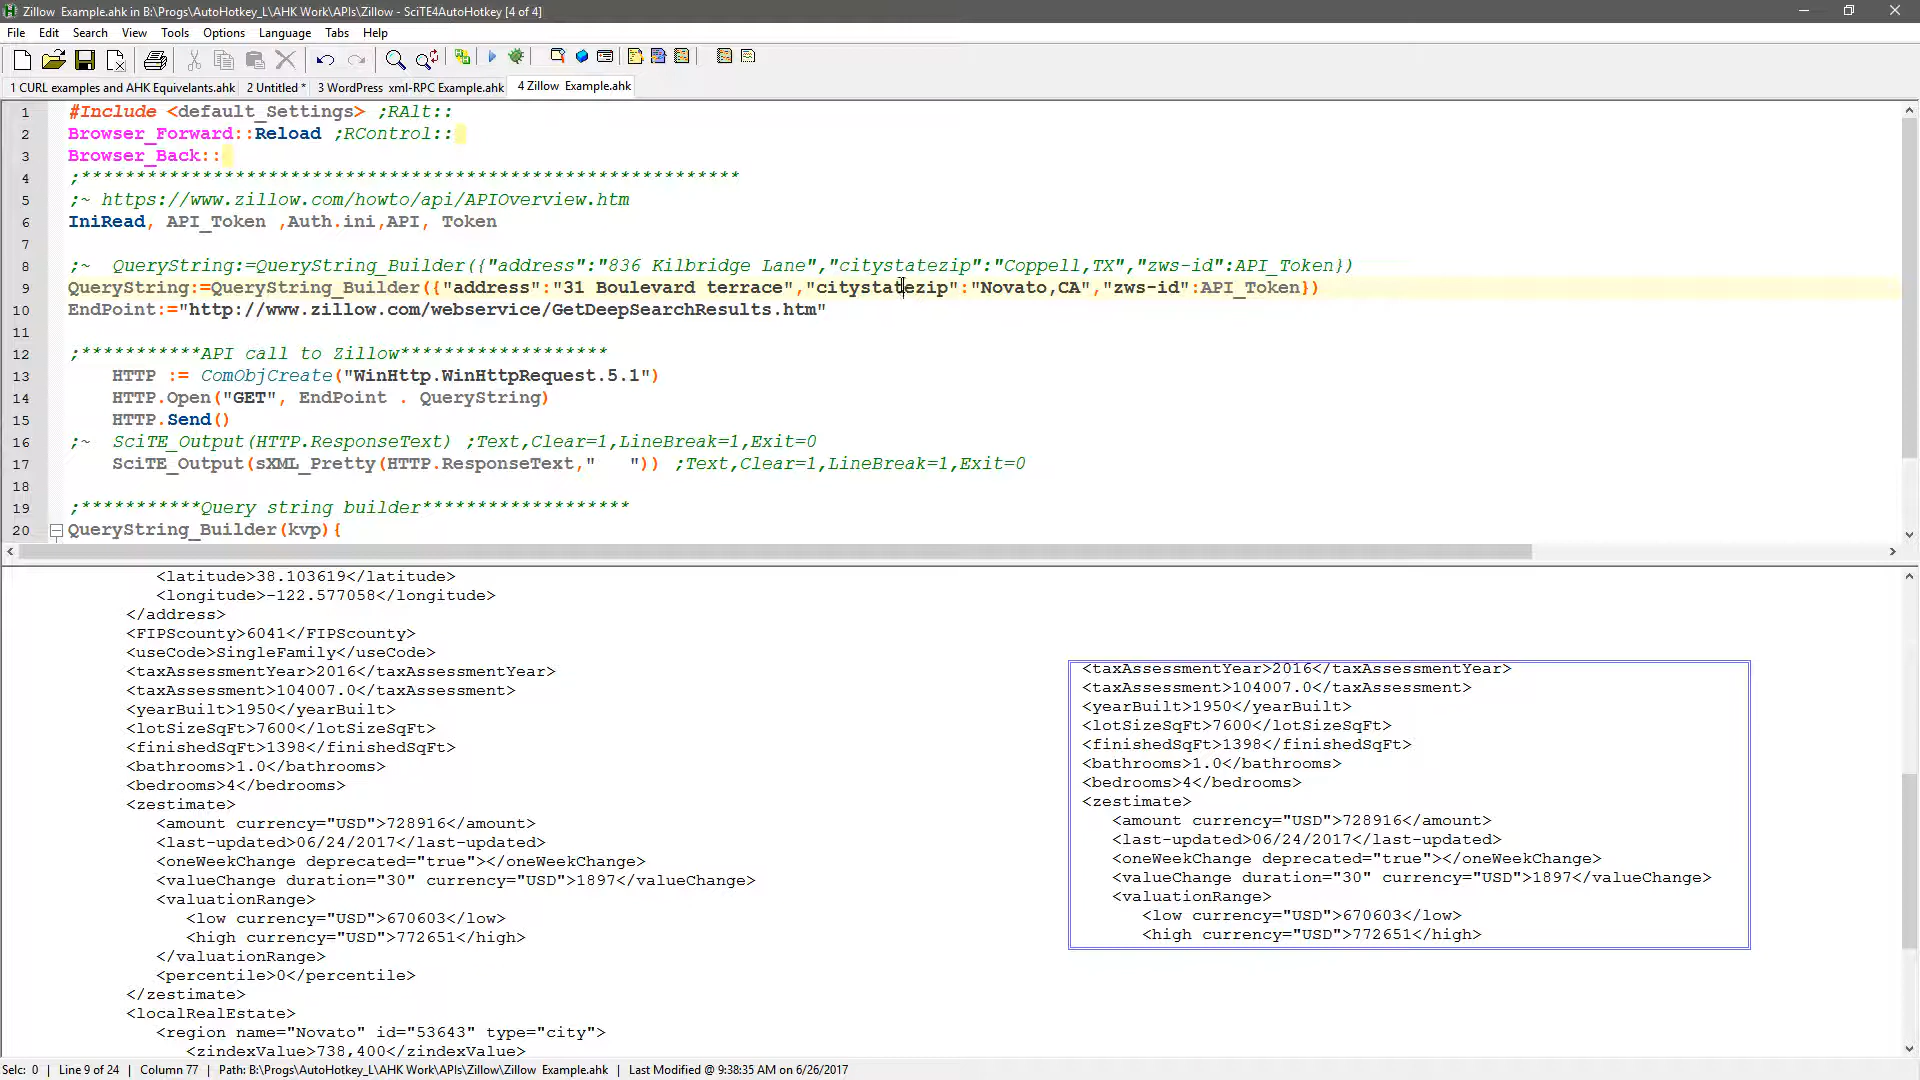 Zillow  Example.ahk in B:\Progs\AutoHotkey_L\AHK Work\APIs\Zillow - SciTE4AutoHotkey [4 of 4]
File Edit Search View Tools Options Language Tabs Help
1 CURL examples and AHK Equivelants.ahk 2 Untitled * 3 WordPress  xml-RPC Example.ahk 4 Zillow  Example.ahk
1 #Include <default_Settings> ;RAlt::
2 Browser_Forward::Reload ;RControl::
3 Browser_Back::
4 ;************************************************************
5 ;~ https://www.zillow.com/howto/api/APIOverview.htm
6 IniRead, API_Token ,Auth.ini,API, Token
7
8 ;~  QueryString:=QueryString_Builder({"address":"836 Kilbridge Lane","citystatezip":"Coppell,TX","zws-id":API_Token})
9 QueryString:=QueryString_Builder({"address":"31 Boulevard terrace","citystatezip":"Novato,CA","zws-id":API_Token})
10 EndPoint:="http://www.zillow.com/webservice/GetDeepSearchResults.htm"
11
12 ;***********API call to Zillow*******************
13 HTTP := ComObjCreate("WinHttp.WinHttpRequest.5.1")
14 HTTP.Open("GET", EndPoint . QueryString)
15 HTTP.Send()
16 ;~  SciTE_Output(HTTP.ResponseText) ;Text,Clear=1,LineBreak=1,Exit=0
17 SciTE_Output(sXML_Pretty(HTTP.ResponseText,"   ")) ;Text,Clear=1,LineBreak=1,Exit=0
18
19 ;***********Query string builder*******************
20 QueryString_Builder(kvp){
<latitude>38.103619</latitude>
<longitude>-122.577058</longitude>
</address>
<FIPScounty>6041</FIPScounty>
<useCode>SingleFamily</useCode>
<taxAssessmentYear>2016</taxAssessmentYear>
<taxAssessment>104007.0</taxAssessment>
<yearBuilt>1950</yearBuilt>
<lotSizeSqFt>7600</lotSizeSqFt>
<finishedSqFt>1398</finishedSqFt>
<bathrooms>1.0</bathrooms>
<bedrooms>4</bedrooms>
<zestimate>
<amount currency="USD">728916</amount>
<last-updated>06/24/2017</last-updated>
<oneWeekChange deprecated="true"></oneWeekChange>
<valueChange duration="30" currency="USD">1897</valueChange>
<valuationRange>
<low currency="USD">670603</low>
<high currency="USD">772651</high>
</valuationRange>
<percentile>0</percentile>
</zestimate>
<localRealEstate>
<region name="Novato" id="53643" type="city">
<zindexValue>738,400</zindexValue>
<taxAssessmentYear>2016</taxAssessmentYear>
<taxAssessment>104007.0</taxAssessment>
<yearBuilt>1950</yearBuilt>
<lotSizeSqFt>7600</lotSizeSqFt>
<finishedSqFt>1398</finishedSqFt>
<bathrooms>1.0</bathrooms>
<bedrooms>4</bedrooms>
<zestimate>
<amount currency="USD">728916</amount>
<last-updated>06/24/2017</last-updated>
<oneWeekChange deprecated="true"></oneWeekChange>
<valueChange duration="30" currency="USD">1897</valueChange>
<valuationRange>
<low currency="USD">670603</low>
<high currency="USD">772651</high>
Selc: 0 | Line 9 of 24 | Column 77 | Path: B:\Progs\AutoHotkey_L\AHK Work\APIs\Zillow\Zillow  Example.ahk | Last Modified @ 9:38:35 AM on 6/26/2017